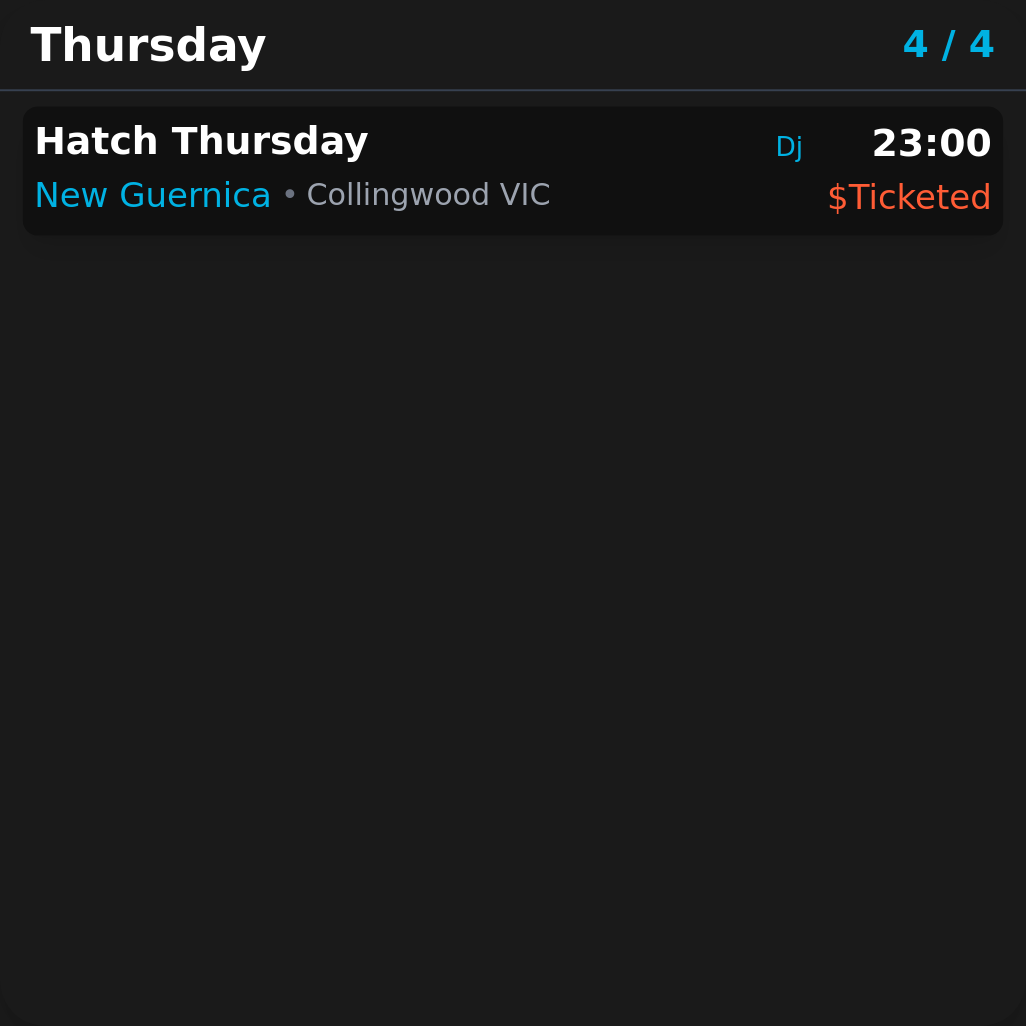 Thursday 4 / 4
Hatch Thursday Dj 23:00
New Guernica • Collingwood VIC $Ticketed